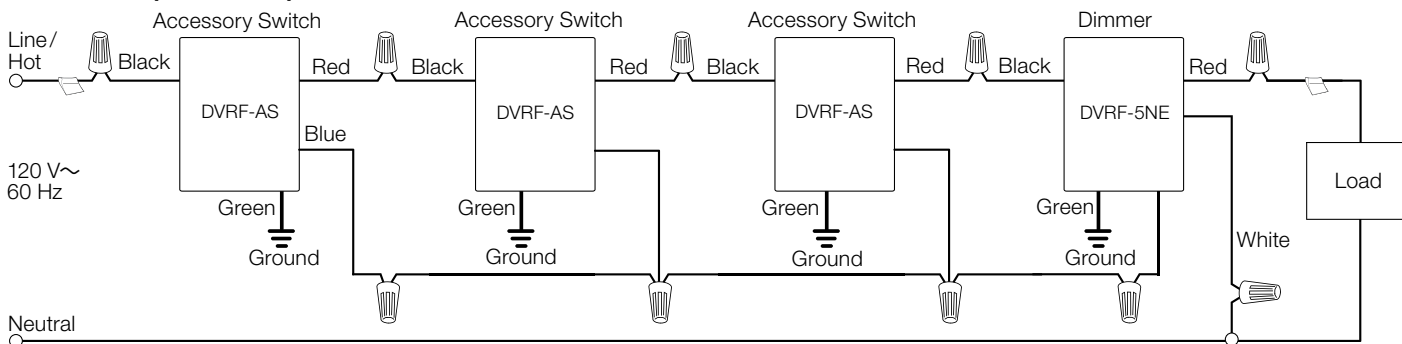 Accessory Switch
Accessory Switch
Accessory Switch
Dimmer
Line/
Hot
Black
Red
Black
Red
Black
Red
Black
Red
DVRF-AS
DVRF-AS
DVRF-AS
DVRF-5NE
Blue
120 V~
60 Hz
Load
Green
Green
Green
Green
White
Ground
Ground
Ground
Ground
Neutral